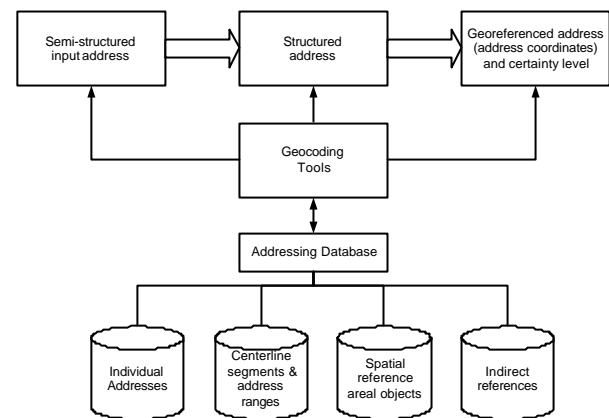 Semi-structured
input address
Structured
address
Georeferenced address
(address coordinates)
and certainty level
Geocoding
Tools
Addressing Database
Individual
Addresses
Centerline
segments &
address
ranges
Spatial
reference
areal objects
Indirect
references